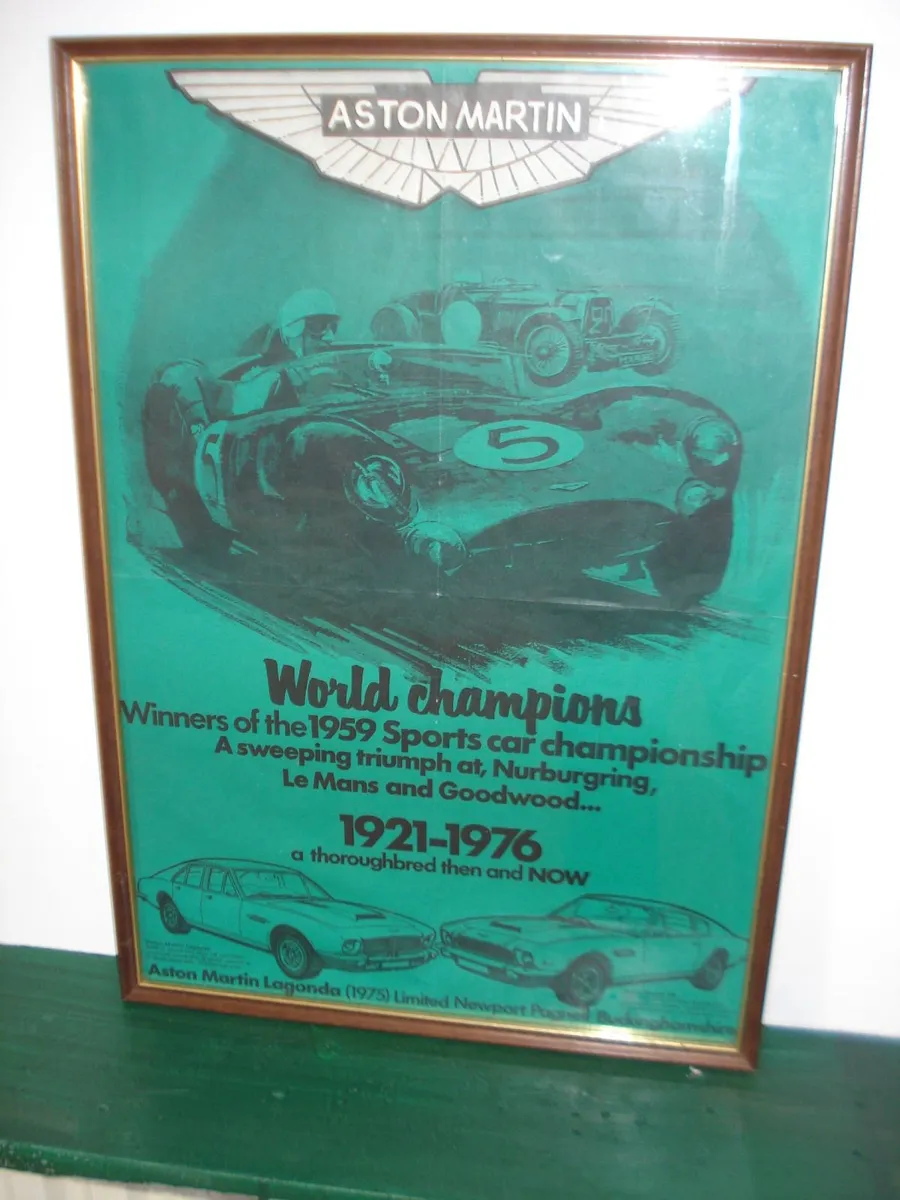 ASTON MARTIN
5
World champions
Winners of the 1959 Sports car championship
A sweeping triumph at, Nurburgring,
Le Mans and Goodwood...
1921-1976
a thoroughbred then and NOW
Aston Martin Lagonda (1975) Limited Newport Pagnell Buckinghamshire